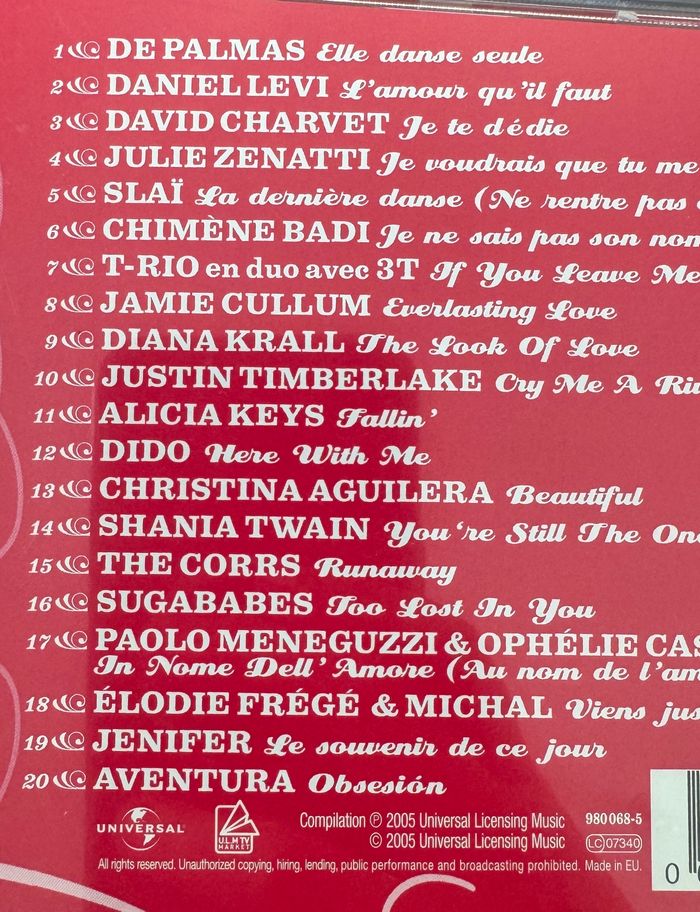 1 DE PALMAS Elle danse seule
2 DANIEL LEVI L'amour qu'il faut
3 DAVID CHARVET Je te dédie
4 JULIE ZENATTI Je voudrais que tu me
5 SLAÏ La dernière danse (Ne rentre pas
6 CHIMÈNE BADI Je ne sais pas son nom
7 T-RIO en duo avec 3T If You Leave Me
8 JAMIE CULLUM Everlasting Love
9 DIANA KRALL The Look Of Love
10 JUSTIN TIMBERLAKE Cry Me A Ri
11 ALICIA KEYS Fallin'
12 DIDO Here With Me
13 CHRISTINA AGUILERA Beautiful
14 SHANIA TWAIN You're Still The One
15 THE CORRS Runaway
16 SUGABABES Too Lost In You
17 PAOLO MENEGUZZI & OPHÉLIE CAS
In Nome Dell'Amore (Au nom de l'am
18 ÉLODIE FRÉGÉ & MICHAL Viens jus
19 JENIFER Le souvenir de ce jour
20 AVENTURA Obsesión
UNIVERSAL
U.L.M TV
MARKET
Compilation ℗ 2005 Universal Licensing Music
© 2005 Universal Licensing Music
980 068-5
LC 07340
All rights reserved. Unauthorized copying, hiring, lending, public performance and broadcasting prohibited. Made in EU.
0